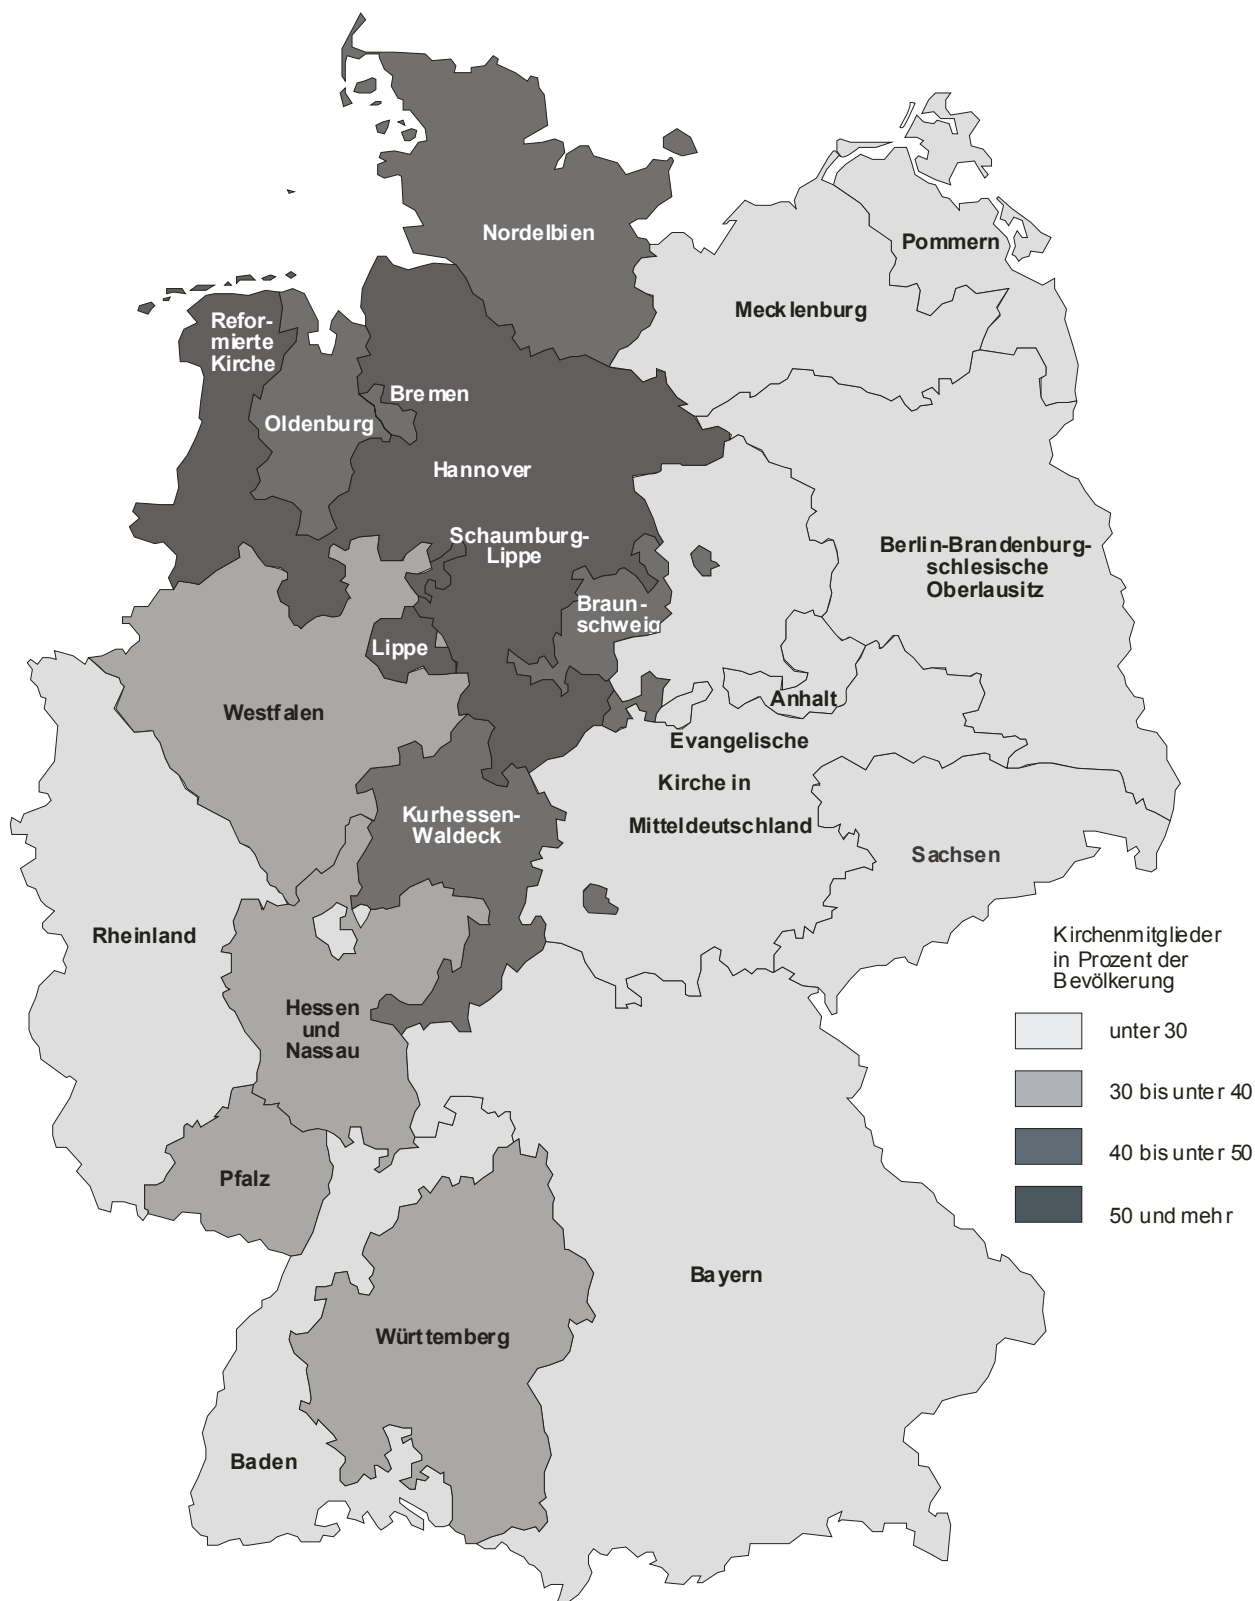 Nordelbien
Pommern
Mecklenburg
Refor-
mierte
Kirche
Bremen
Oldenburg
Hannover
Schaumburg-
Lippe
Berlin-Brandenburg-
schlesische
Oberlausitz
Braun-
schweig
Lippe
Westfalen
Anhalt
Evangelische
Kirche in
Mitteldeutschland
Kurhessen-
Waldeck
Sachsen
Rheinland
Hessen
und
Nassau
Pfalz
Bayern
Württemberg
Baden
Kirchenmitglieder
in Prozent der
Bevölkerung
unter 30
30 bis unter 40
40 bis unter 50
50 und mehr